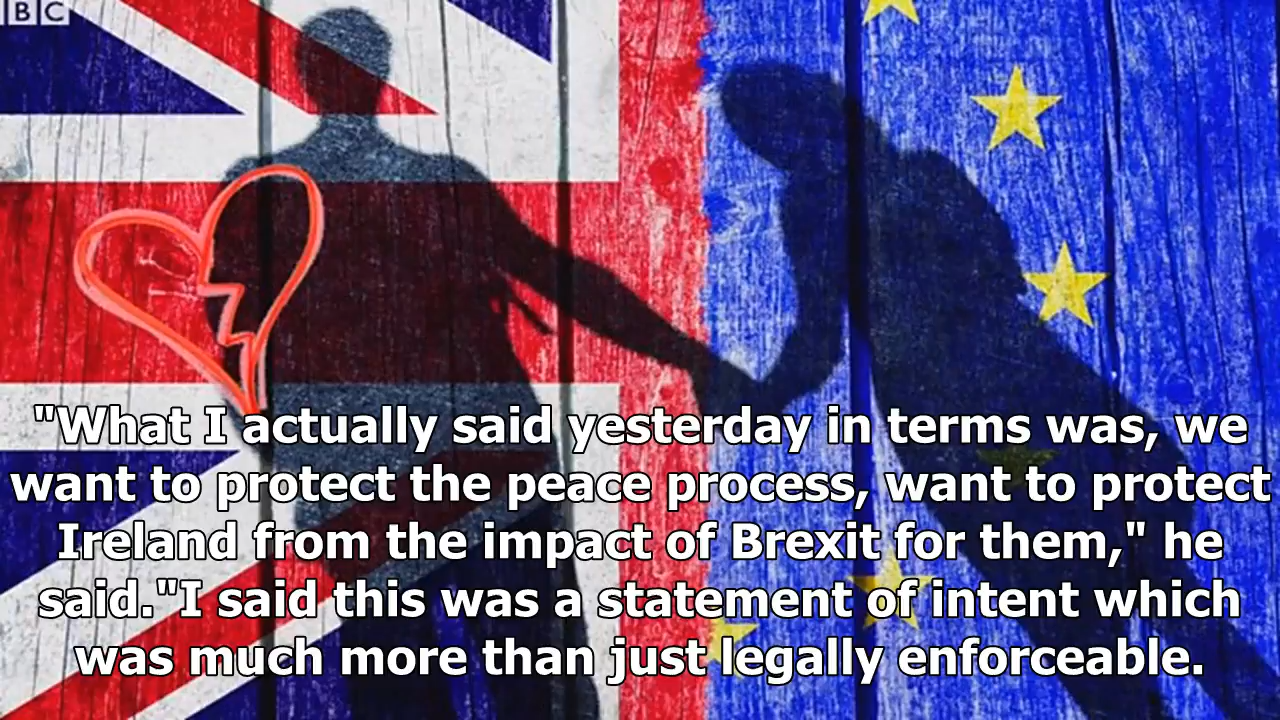 BBC
"What I actually said yesterday in terms was, we
want to protect the peace process, want to protect
Ireland from the impact of Brexit for them," he
said."I said this was a statement of intent which
was much more than just legally enforceable.